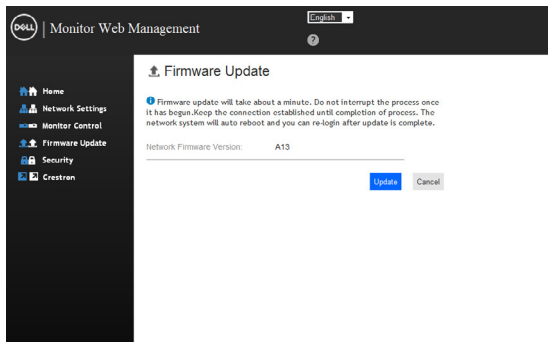 DELL | Monitor Web Management
English
?
Home
Network Settings
Monitor Control
Firmware Update
Security
Crestron
Firmware Update
Firmware update will take about a minute. Do not interrupt the process once
it has begun.Keep the connection established until completion of process. The
network system will auto reboot and you can re-login after update is complete.
Network Firmware Version: A13
Update Cancel